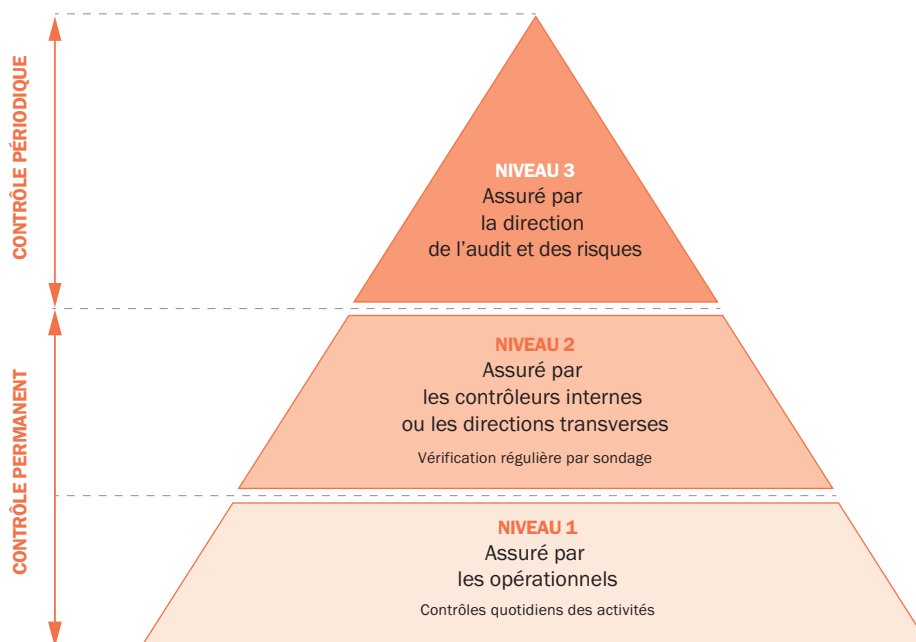 CONTRÔLE PÉRIODIQUE
NIVEAU 3
Assuré par
la direction
de l'audit et des risques
CONTRÔLE PERMANENT
NIVEAU 2
Assuré par
les contrôleurs internes
ou les directions transverses
Vérification régulière par sondage
NIVEAU 1
Assuré par
les opérationnels
Contrôles quotidiens des activités